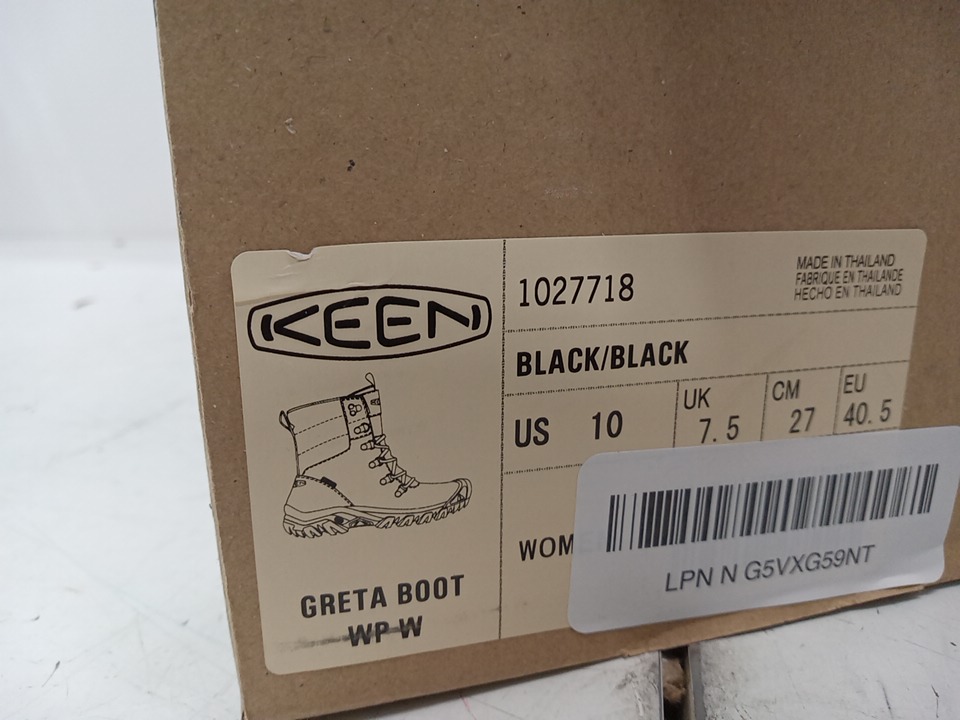 KEEN
GRETA BOOT
WP W
1027718
MADE IN THAILAND
FABRIQUE EN THAILANDE
HECHO EN THAILAND
BLACK/BLACK
US 10
UK
7.5
CM
27
EU
40.5
WOM
LPN N G5VXG59NT